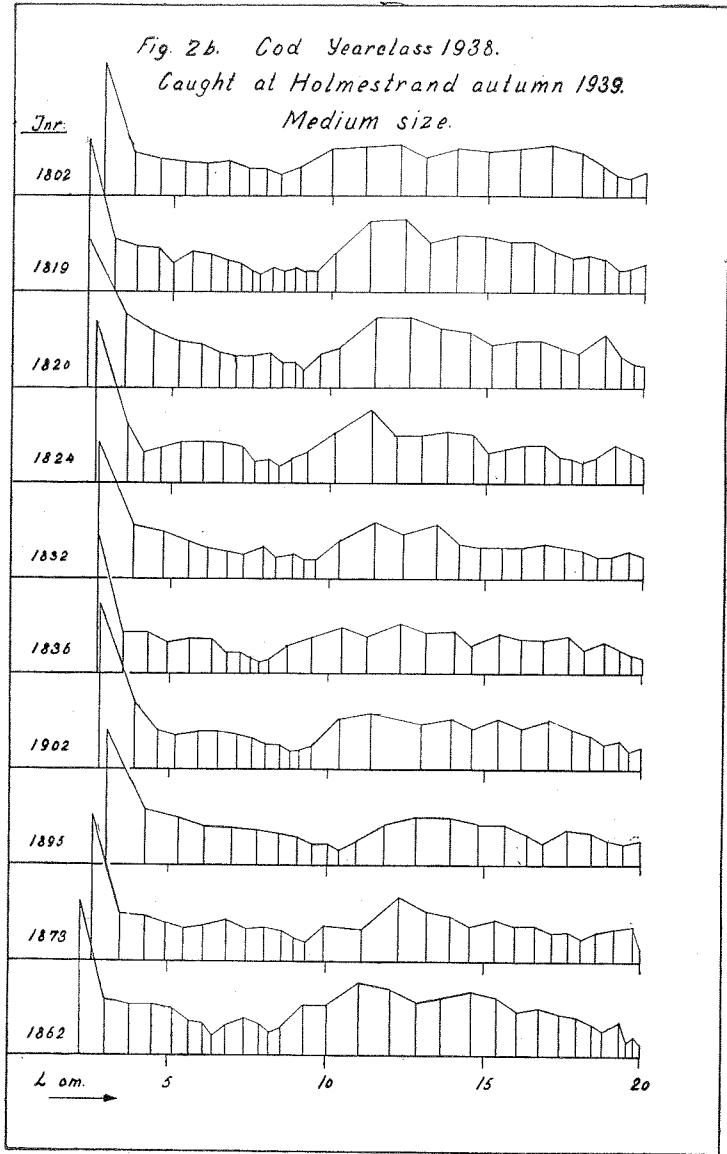 Fig. 2b. Cod Yearclass 1938.
Caught at Holmestrand autumn 1939.
Medium size.
Jnr.
1802
1819
1820
1824
1832
1836
1902
1895
1873
1862
L cm. 5 10 15 20